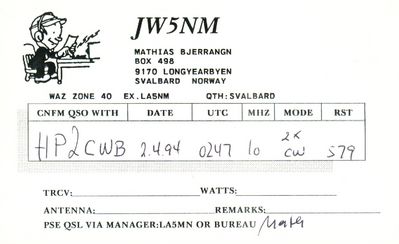 JW5NM
MATHIAS BJERRANGN
BOX 498
9170 LONGYEARBYEN
SVALBARD NORWAY
WAZ ZONE 40 EX.LA5NM QTH:SVALBARD
CNFM QSO WITH DATE UTC MHZ MODE RST
HP2CWB 2.4.94 0247 10 2X CW 579
TRCV: WATTS:
ANTENNA: REMARKS:
PSE QSL VIA MANAGER:LA5MN OR BUREAU